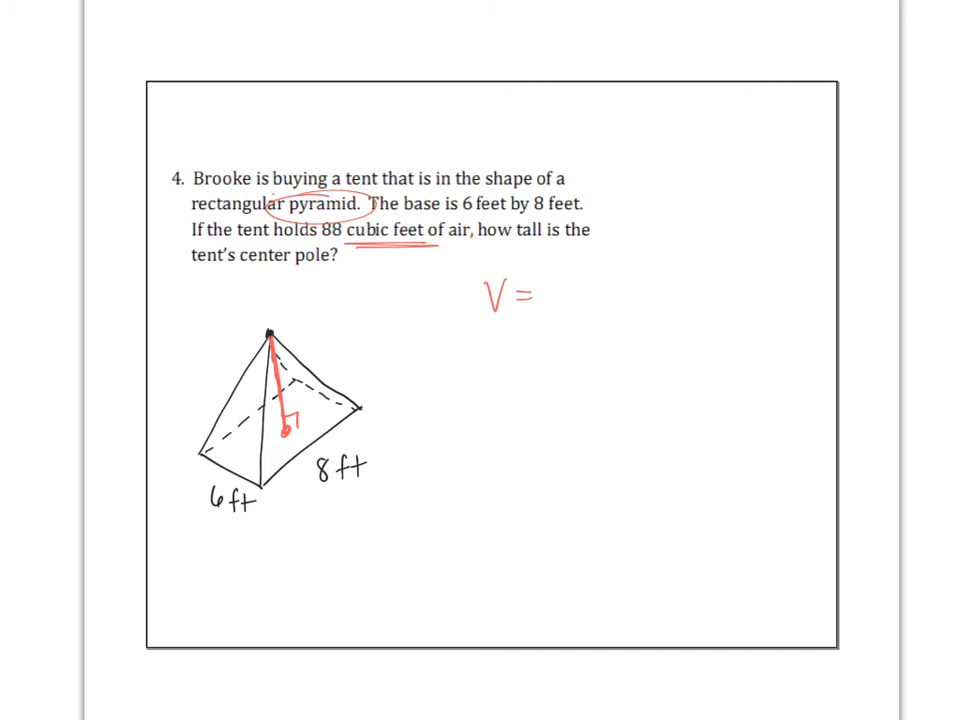 4. Brooke is buying a tent that is in the shape of a
rectangular pyramid. The base is 6 feet by 8 feet.
If the tent holds 88 cubic feet of air, how tall is the
tent's center pole?
V =
8 ft
6 ft